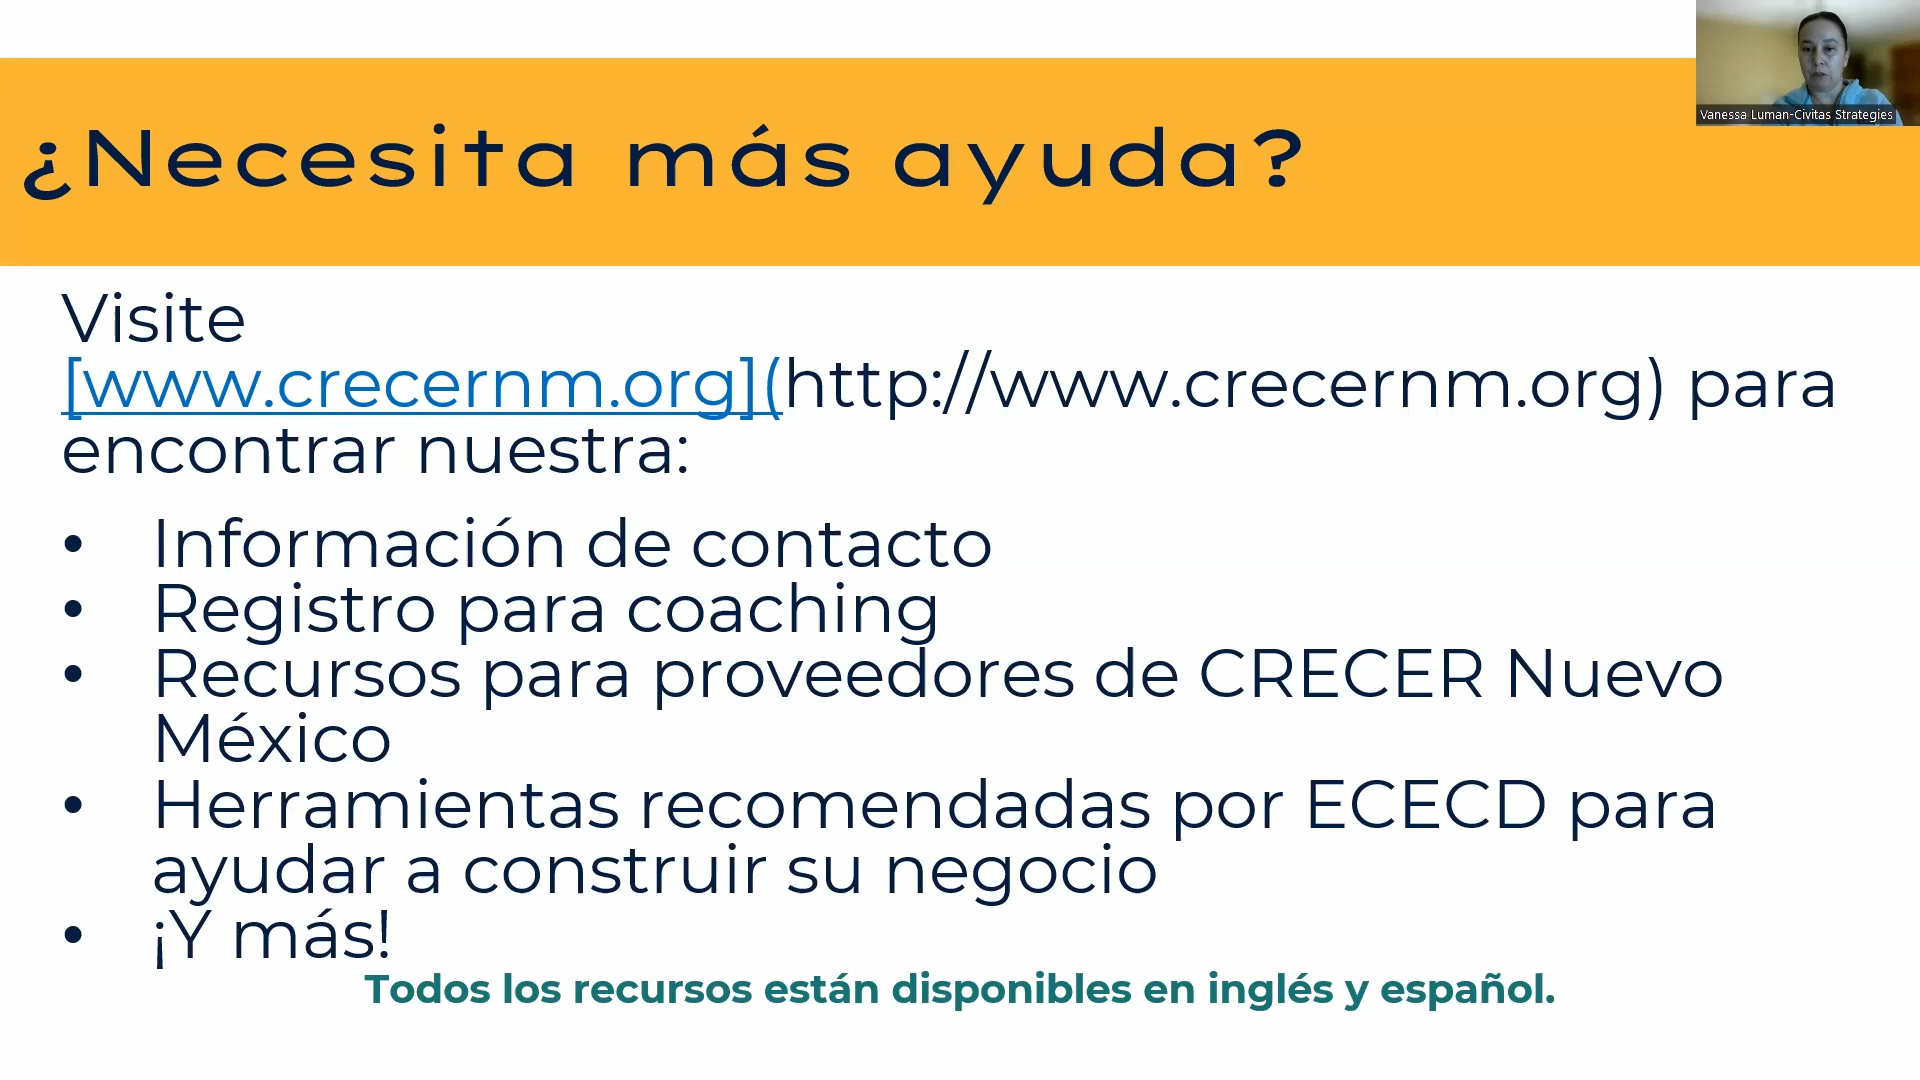 Vanessa Luman-Civitas Strategies
¿Necesita más ayuda?
Visite
[www.crecernm.org](http://www.crecernm.org) para
encontrar nuestra:
• Información de contacto
• Registro para coaching
• Recursos para proveedores de CRECER Nuevo
México
• Herramientas recomendadas por ECECD para
ayudar a construir su negocio
• ¡Y más!
Todos los recursos están disponibles en inglés y español.